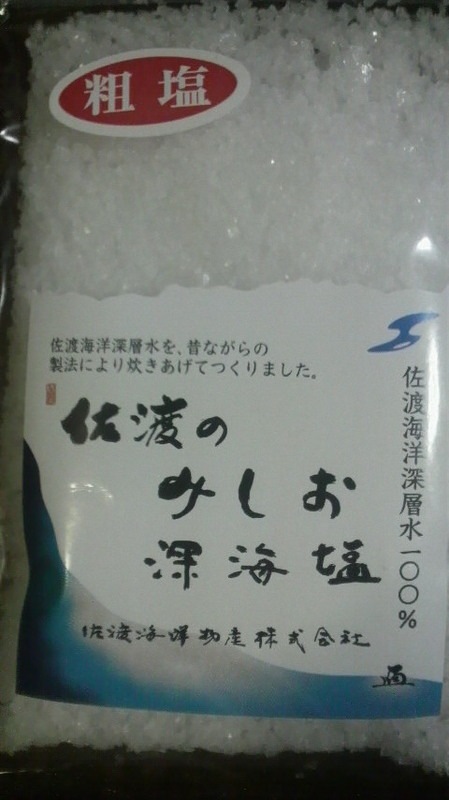 粗塩
佐渡海洋深層水を、昔ながらの
製法により炊きあげてつくりました。
佐渡海洋深層水一〇〇％
佐渡の
みしお
深海塩
佐渡海洋物産株式会社